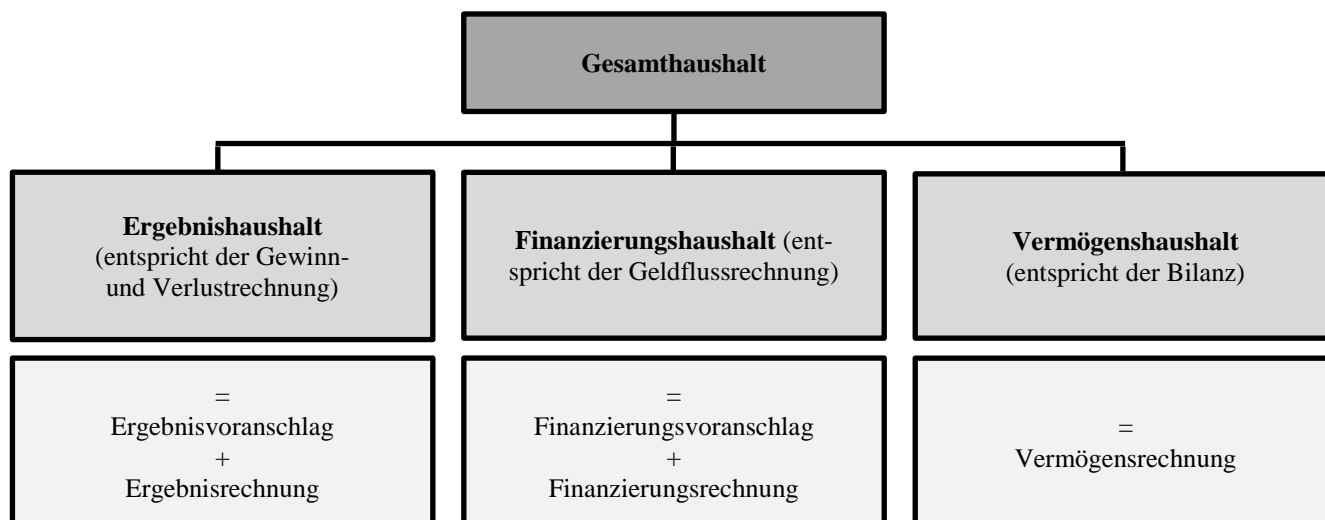 Gesamthaushalt
Ergebnishaushalt
(entspricht der Gewinn-
und Verlustrechnung)
Finanzierungshaushalt (ent-
spricht der Geldflussrechnung)
Vermögenshaushalt
(entspricht der Bilanz)
=
Ergebnisvoranschlag
+
Ergebnisrechnung
=
Finanzierungsvoranschlag
+
Finanzierungsrechnung
=
Vermögensrechnung